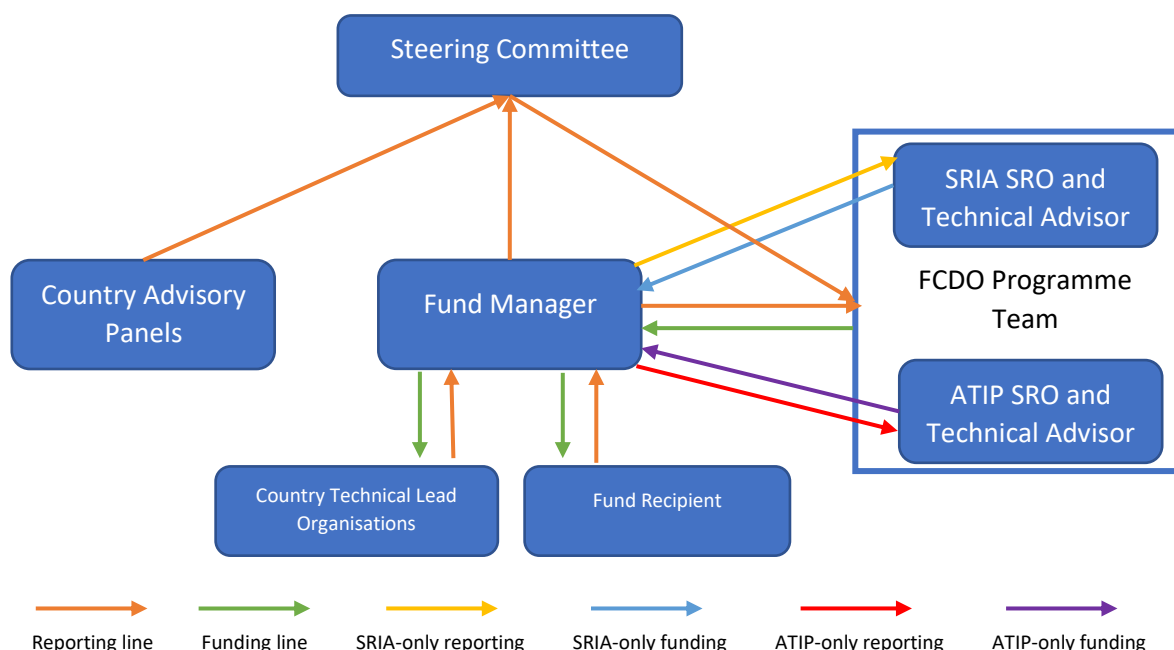 Steering Committee
SRIA SRO and
Technical Advisor
Country Advisory
Panels
Fund Manager
FCDO Programme
Team
ATIP SRO and
Technical Advisor
Country Technical Lead
Organisations
Fund Recipient
Reporting line
Funding line
SRIA-only reporting
SRIA-only funding
ATIP-only reporting
ATIP-only funding